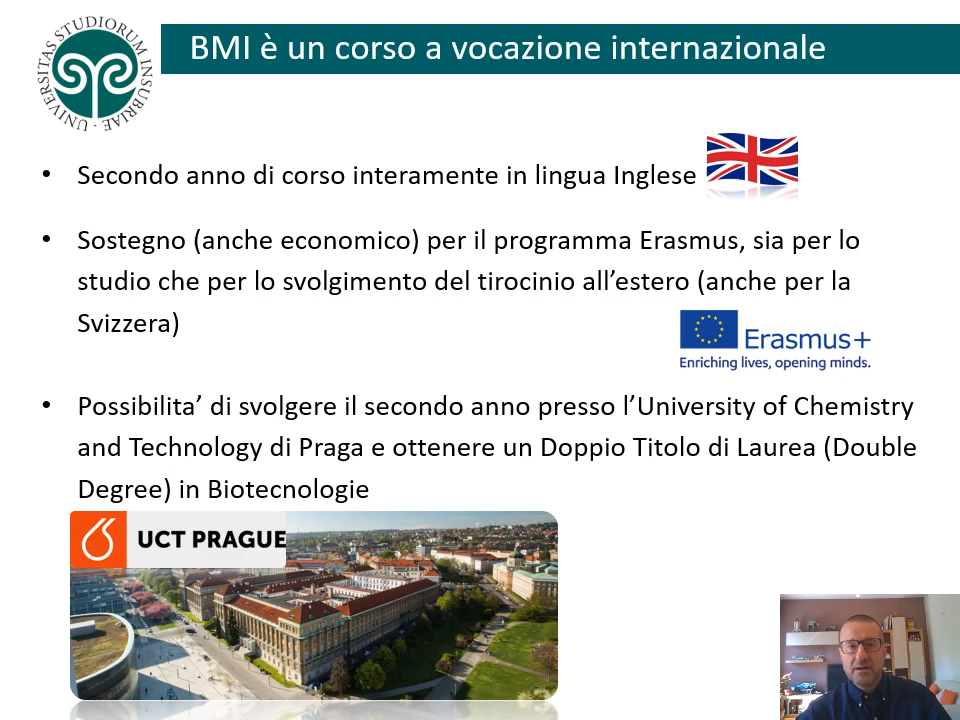 UNIVERSITAS STUDIORUM INSUBRIAE
BMI è un corso a vocazione internazionale
• Secondo anno di corso interamente in lingua Inglese
• Sostegno (anche economico) per il programma Erasmus, sia per lo
studio che per lo svolgimento del tirocinio all’estero (anche per la
Svizzera)
Erasmus+
Enriching lives, opening minds.
• Possibilita’ di svolgere il secondo anno presso l’University of Chemistry
and Technology di Praga e ottenere un Doppio Titolo di Laurea (Double
Degree) in Biotecnologie
UCT PRAGUE